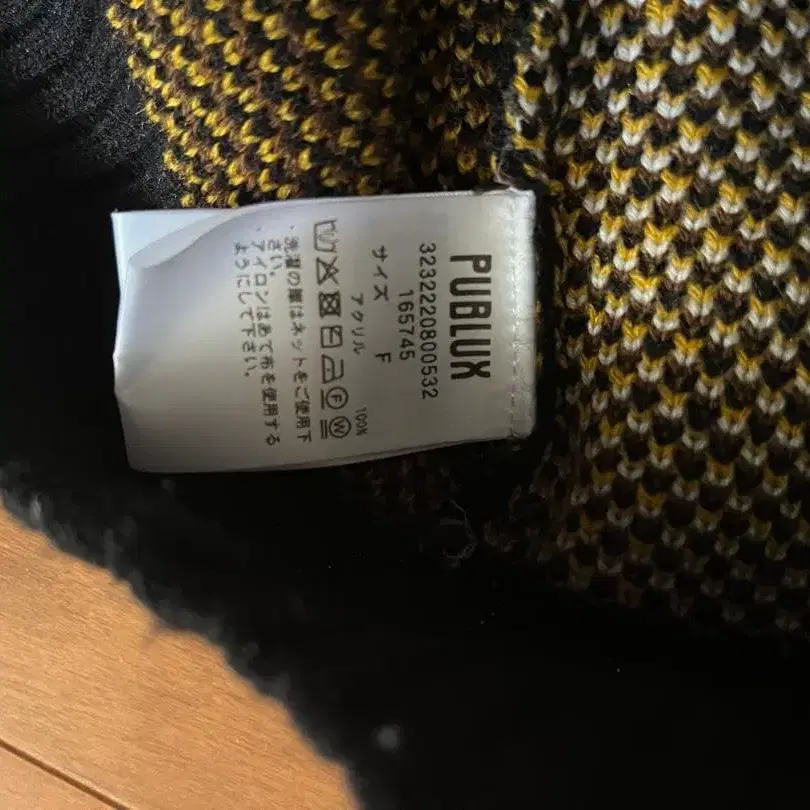 PUBLUX
3232220800532
165745
サイズ F
アクリル 100%
F W
・洗濯の際はネットをご使用下
さい。
アイロンはあて布を使用する
ようにして下さい。